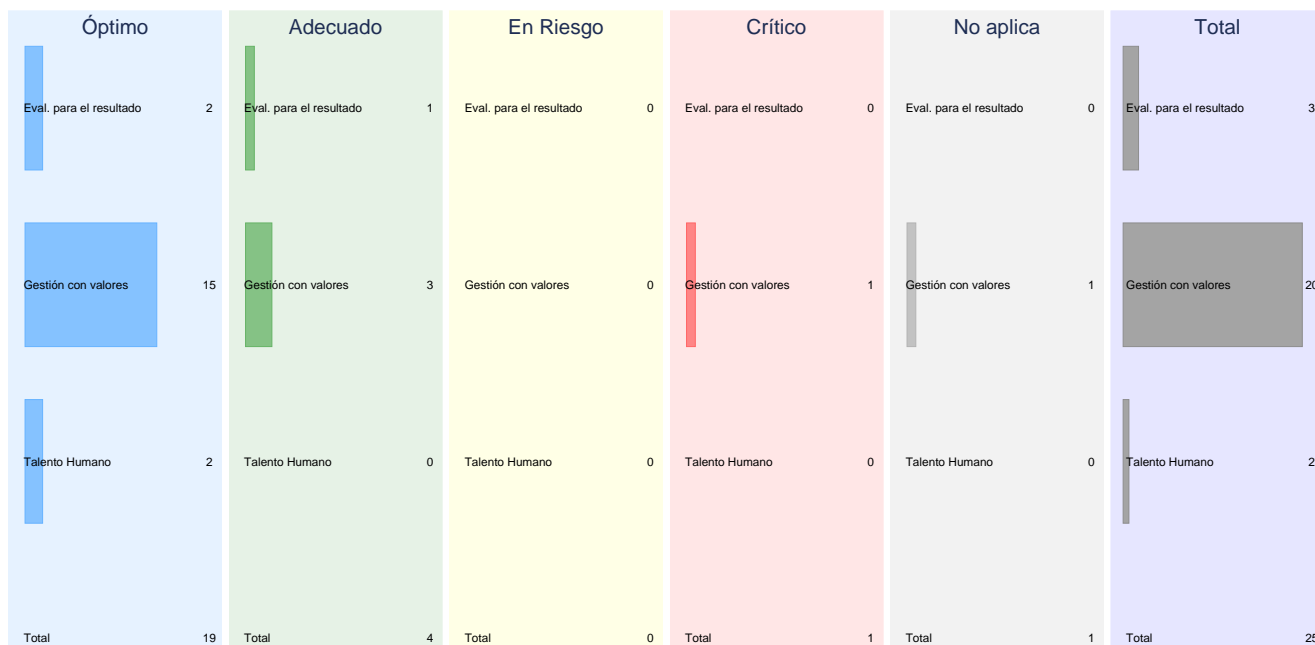 Óptimo Adecuado En Riesgo Crítico No aplica Total
Eval. para el resultado 2 Eval. para el resultado 1 Eval. para el resultado 0 Eval. para el resultado 0 Eval. para el resultado 0 Eval. para el resultado 3
Gestión con valores 15 Gestión con valores 3 Gestión con valores 0 Gestión con valores 1 Gestión con valores 1 Gestión con valores 20
Talento Humano 2 Talento Humano 0 Talento Humano 0 Talento Humano 0 Talento Humano 0 Talento Humano 2
Total 19 Total 4 Total 0 Total 1 Total 1 Total 25